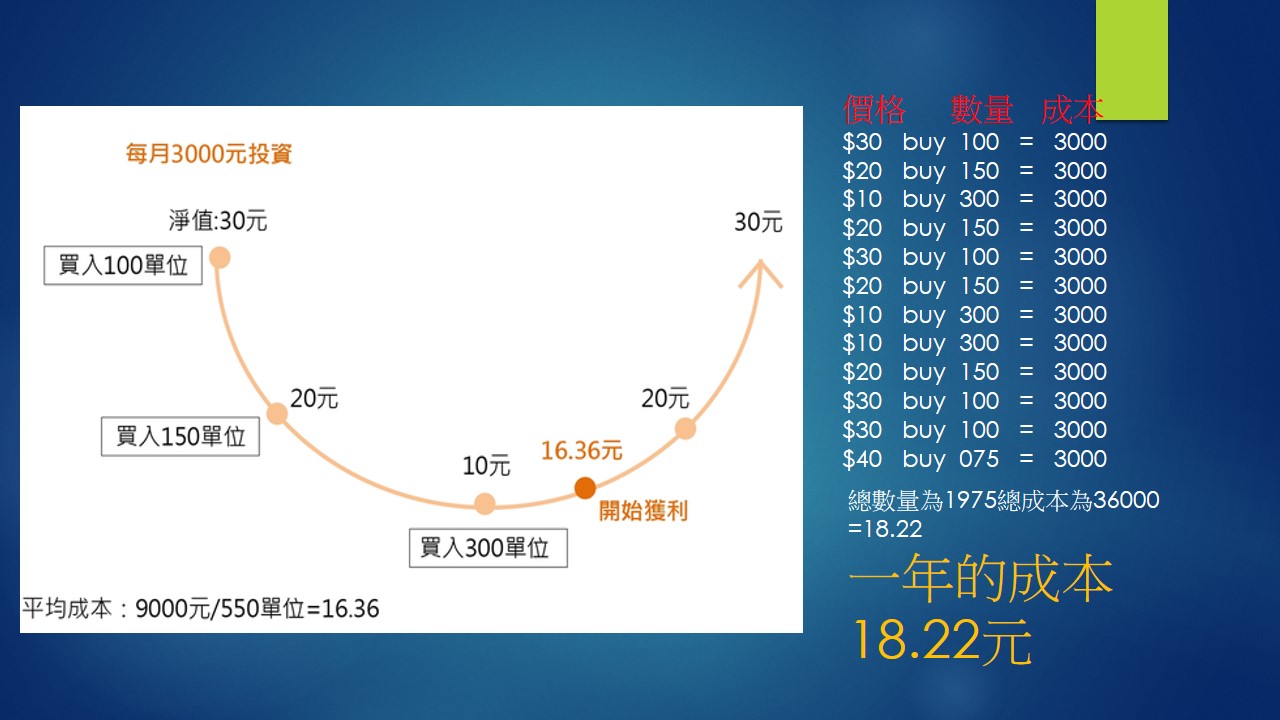 每月3000元投資
淨值:30元
30元
買入100單位
20元
20元
買入150單位
16.36元
10元
開始獲利
買入300單位
平均成本：9000元/550單位=16.36
價格 數量 成本
$30 buy 100 = 3000
$20 buy 150 = 3000
$10 buy 300 = 3000
$20 buy 150 = 3000
$30 buy 100 = 3000
$20 buy 150 = 3000
$10 buy 300 = 3000
$10 buy 300 = 3000
$20 buy 150 = 3000
$30 buy 100 = 3000
$30 buy 100 = 3000
$40 buy 075 = 3000
總數量為1975總成本為36000
=18.22
一年的成本
18.22元